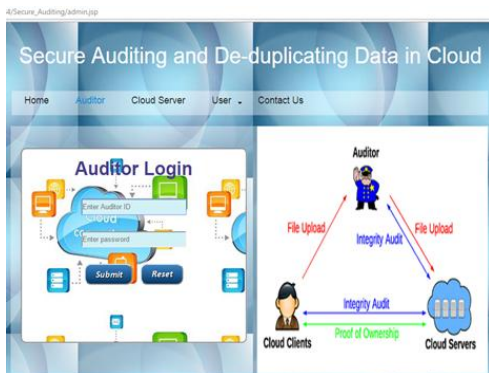 4/Secure_Auditing/admin.jsp
Secure Auditing and De-duplicating Data in Cloud
Home Auditor Cloud Server User Contact Us
Auditor Login
Enter Auditor ID
Cloud
Enter password
Submit Reset
Auditor
File Upload File Upload
Integrity Audit
Integrity Audit
Proof of Ownership
Cloud Clients Cloud Servers